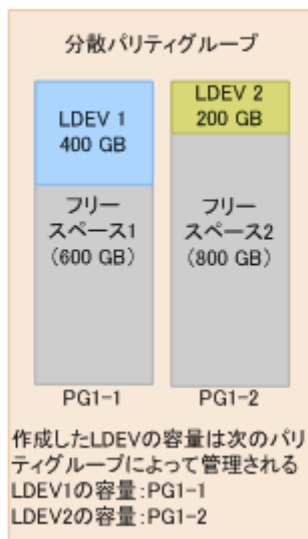 分散パリティグループ
LDEV 1
400 GB
LDEV 2
200 GB
フリー
スペース1
(600 GB)
フリー
スペース2
(800 GB)
PG1-1
PG1-2
作成したLDEVの容量は次のパリ
ティグループによって管理される
LDEV1の容量:PG1-1
LDEV2の容量:PG1-2